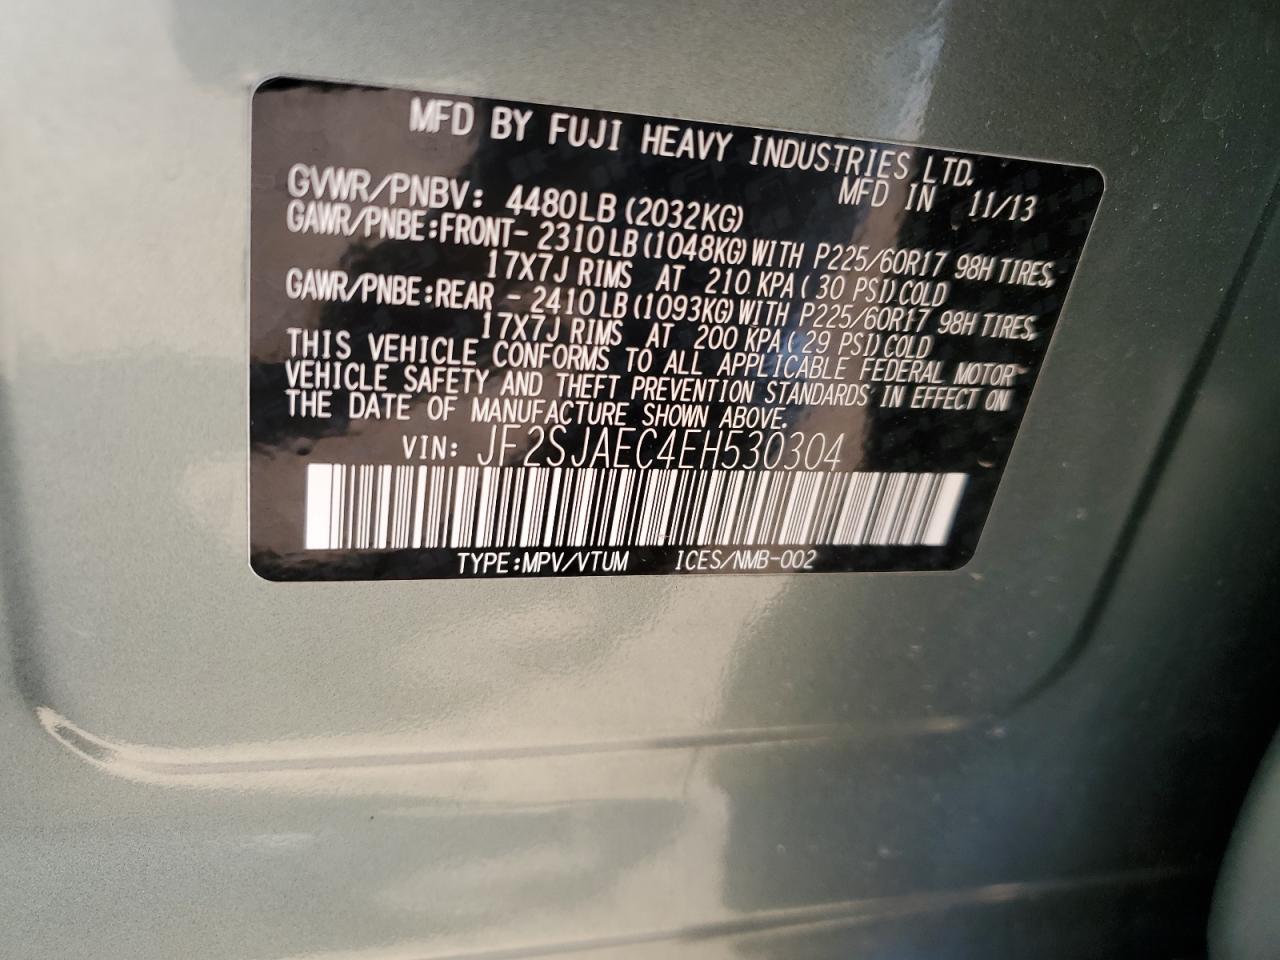 MFD BY FUJI HEAVY INDUSTRIES LTD.
MFD IN 11/13
GVWR/PNBV: 4480LB (2032KG)
GAWR/PNBE:FRONT- 2310LB(1048KG)WITH P225/60R17 98H TIRES,
17X7J RIMS AT 210 KPA( 30 PSI)COLD
GAWR/PNBE:REAR - 2410LB(1093KG)WITH P225/60R17 98H TIRES,
17X7J RIMS AT 200 KPA( 29 PSI)COLD
THIS VEHICLE CONFORMS TO ALL APPLICABLE FEDERAL MOTOR
VEHICLE SAFETY AND THEFT PREVENTION STANDARDS IN EFFECT ON
THE DATE OF MANUFACTURE SHOWN ABOVE.
VIN: JF2SJAEC4EH530304
TYPE:MPV/VTUM ICES/NMB-002